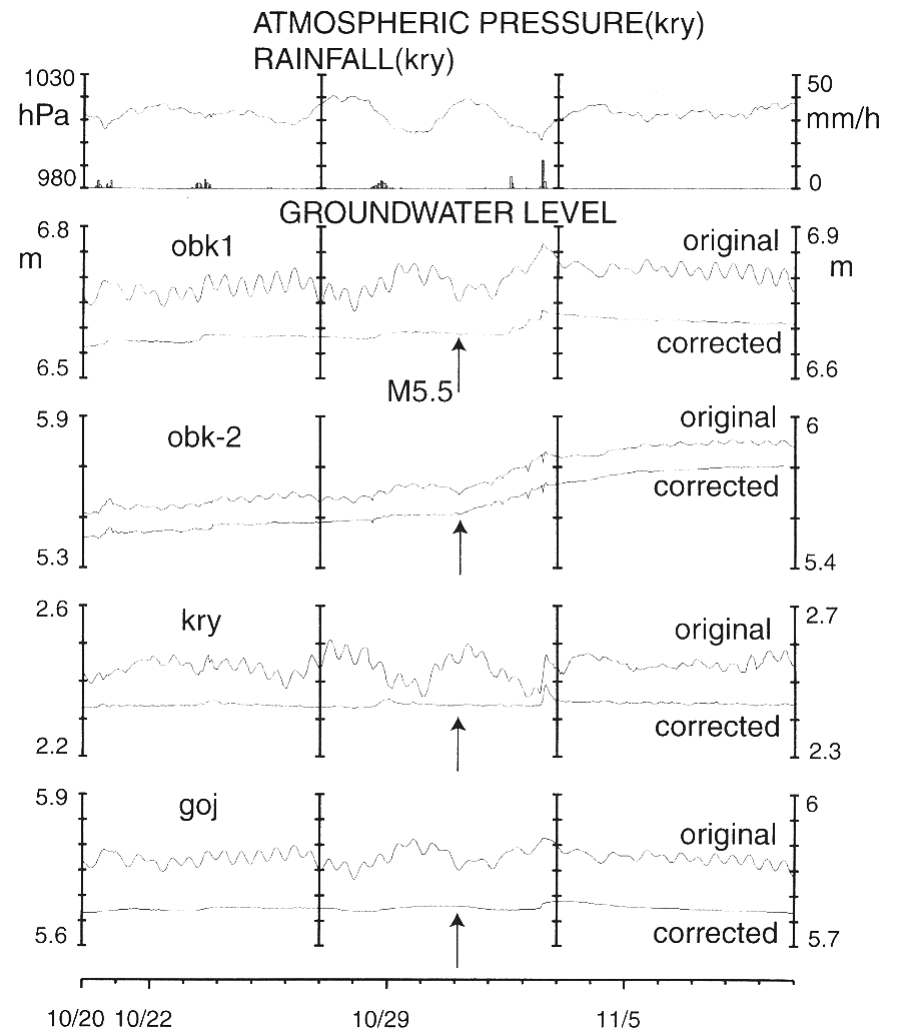 ATMOSPHERIC PRESSURE(kry)
RAINFALL(kry)
1030
hPa
980
50
mm/h
0
GROUNDWATER LEVEL
6.8
m
6.5
obk1
original
corrected
6.9
m
6.6
M5.5
5.9
5.3
obk-2
original
corrected
6
5.4
2.6
2.2
kry
original
corrected
2.7
2.3
5.9
5.6
goj
original
corrected
6
5.7
10/20 10/22 10/29 11/5